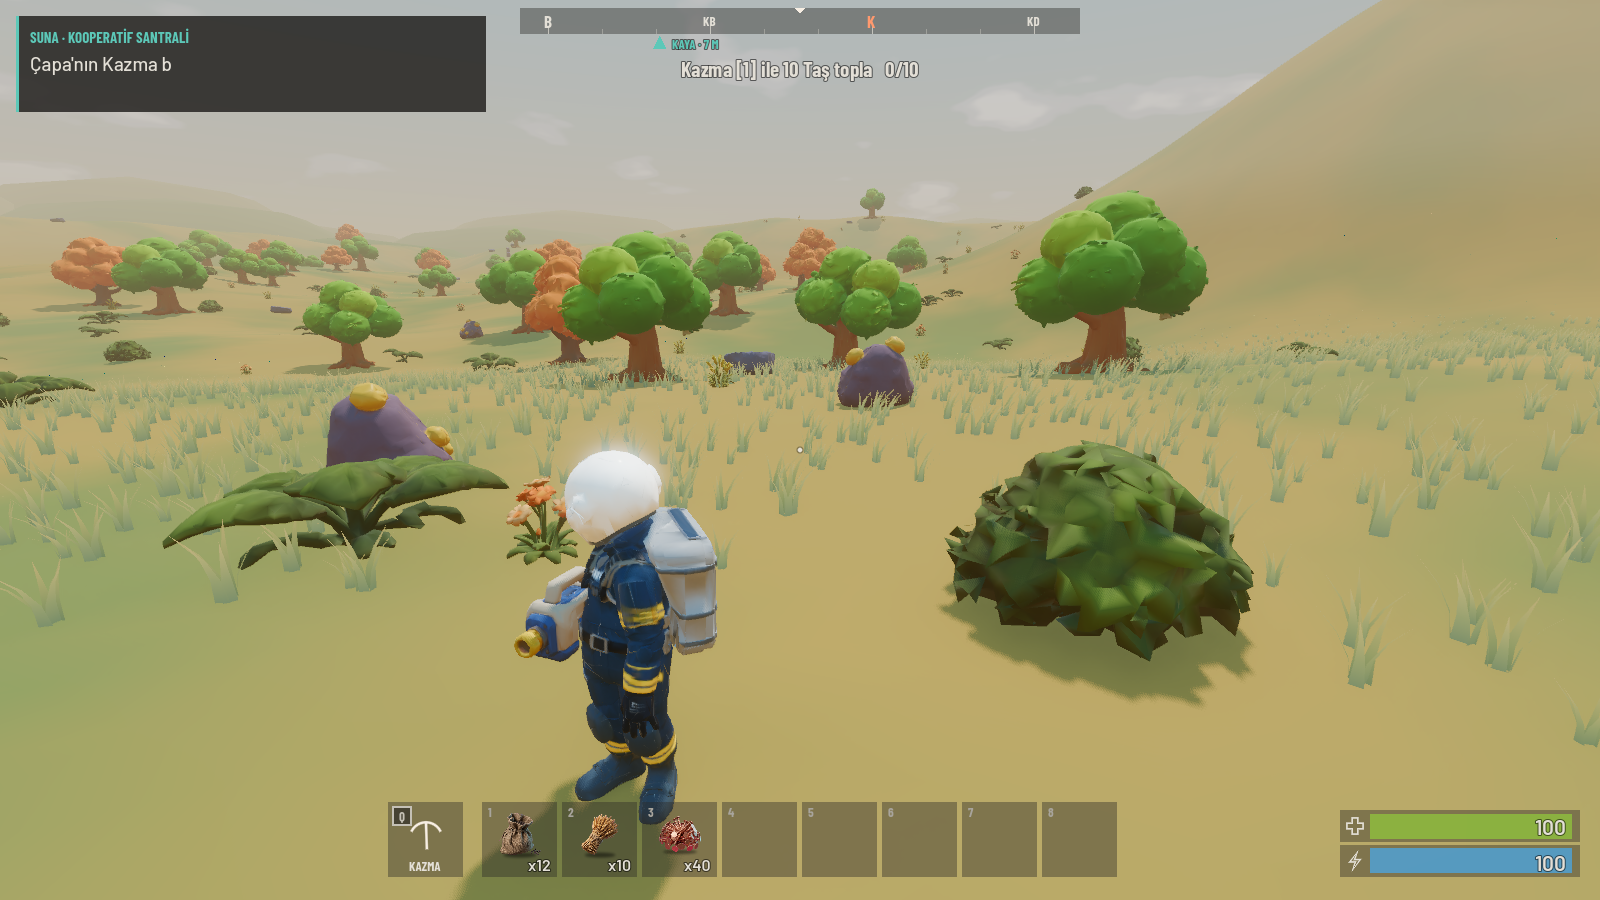 SUNA · KOOPERATİF SANTRALİ
Çapa'nın Kazma b
B KB K KD
KAYA · 7 M
Kazma [1] ile 10 Taş topla 0/10
Q
KAZMA
1 2 3 4 5 6 7 8
x12 x10 x40
100
100